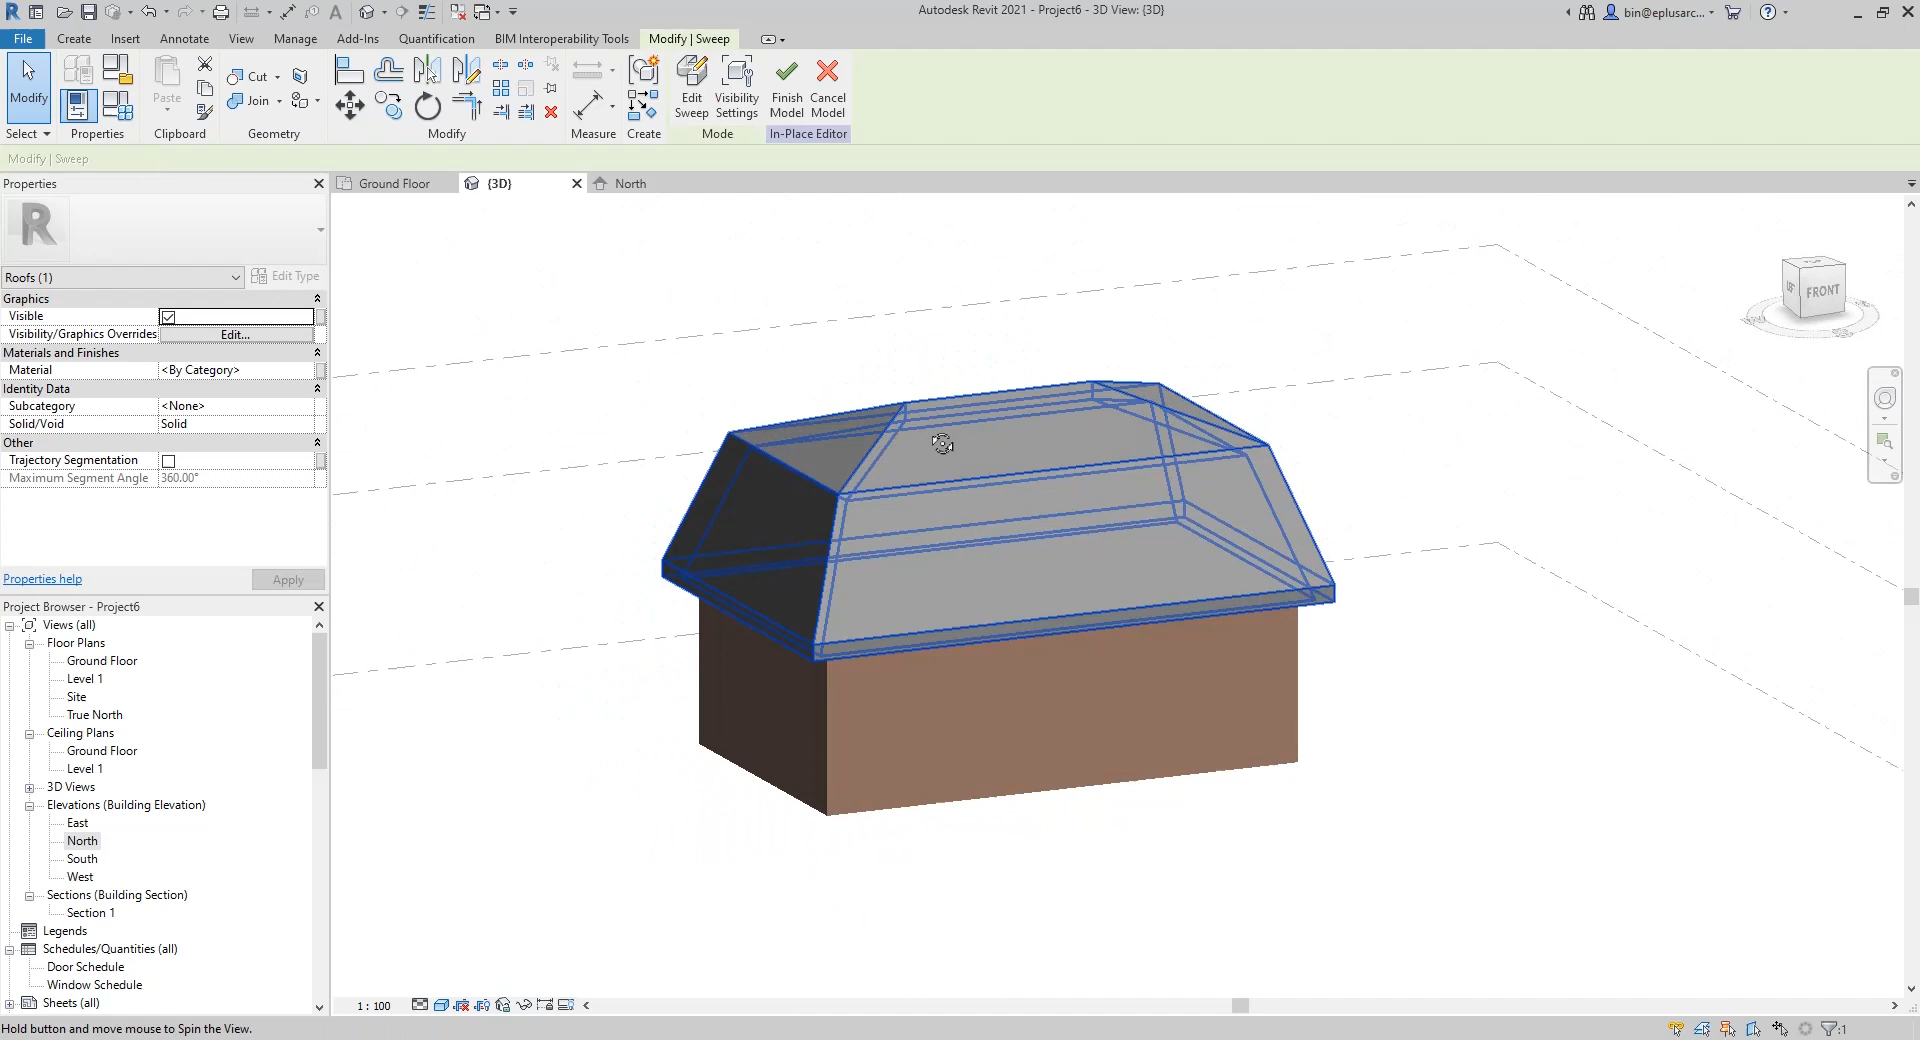 Autodesk Revit 2021 - Project6 - 3D View: {3D}
bin@eplusarc...
File Create Insert Annotate View Manage Add-Ins Quantification BIM Interoperability Tools Modify | Sweep
Modify
Paste
Cut
Join
Edit Sweep
Visibility Settings
Finish Model
Cancel Model
Select Properties Clipboard Geometry Modify Measure Create Mode In-Place Editor
Modify | Sweep
Properties
Ground Floor
{3D}
North
R
Roofs (1)
Edit Type
Graphics
Visible
Visibility/Graphics Overrides Edit...
Materials and Finishes
Material <By Category>
Identity Data
Subcategory <None>
Solid/Void Solid
Other
Trajectory Segmentation
Maximum Segment Angle 360.00°
Properties help
Apply
Project Browser - Project6
Views (all)
Floor Plans
Ground Floor
Level 1
Site
True North
Ceiling Plans
Ground Floor
Level 1
3D Views
Elevations (Building Elevation)
East
North
South
West
Sections (Building Section)
Section 1
Legends
Schedules/Quantities (all)
Door Schedule
Window Schedule
Sheets (all)
FRONT
1 : 100
Hold button and move mouse to Spin the View.
:1